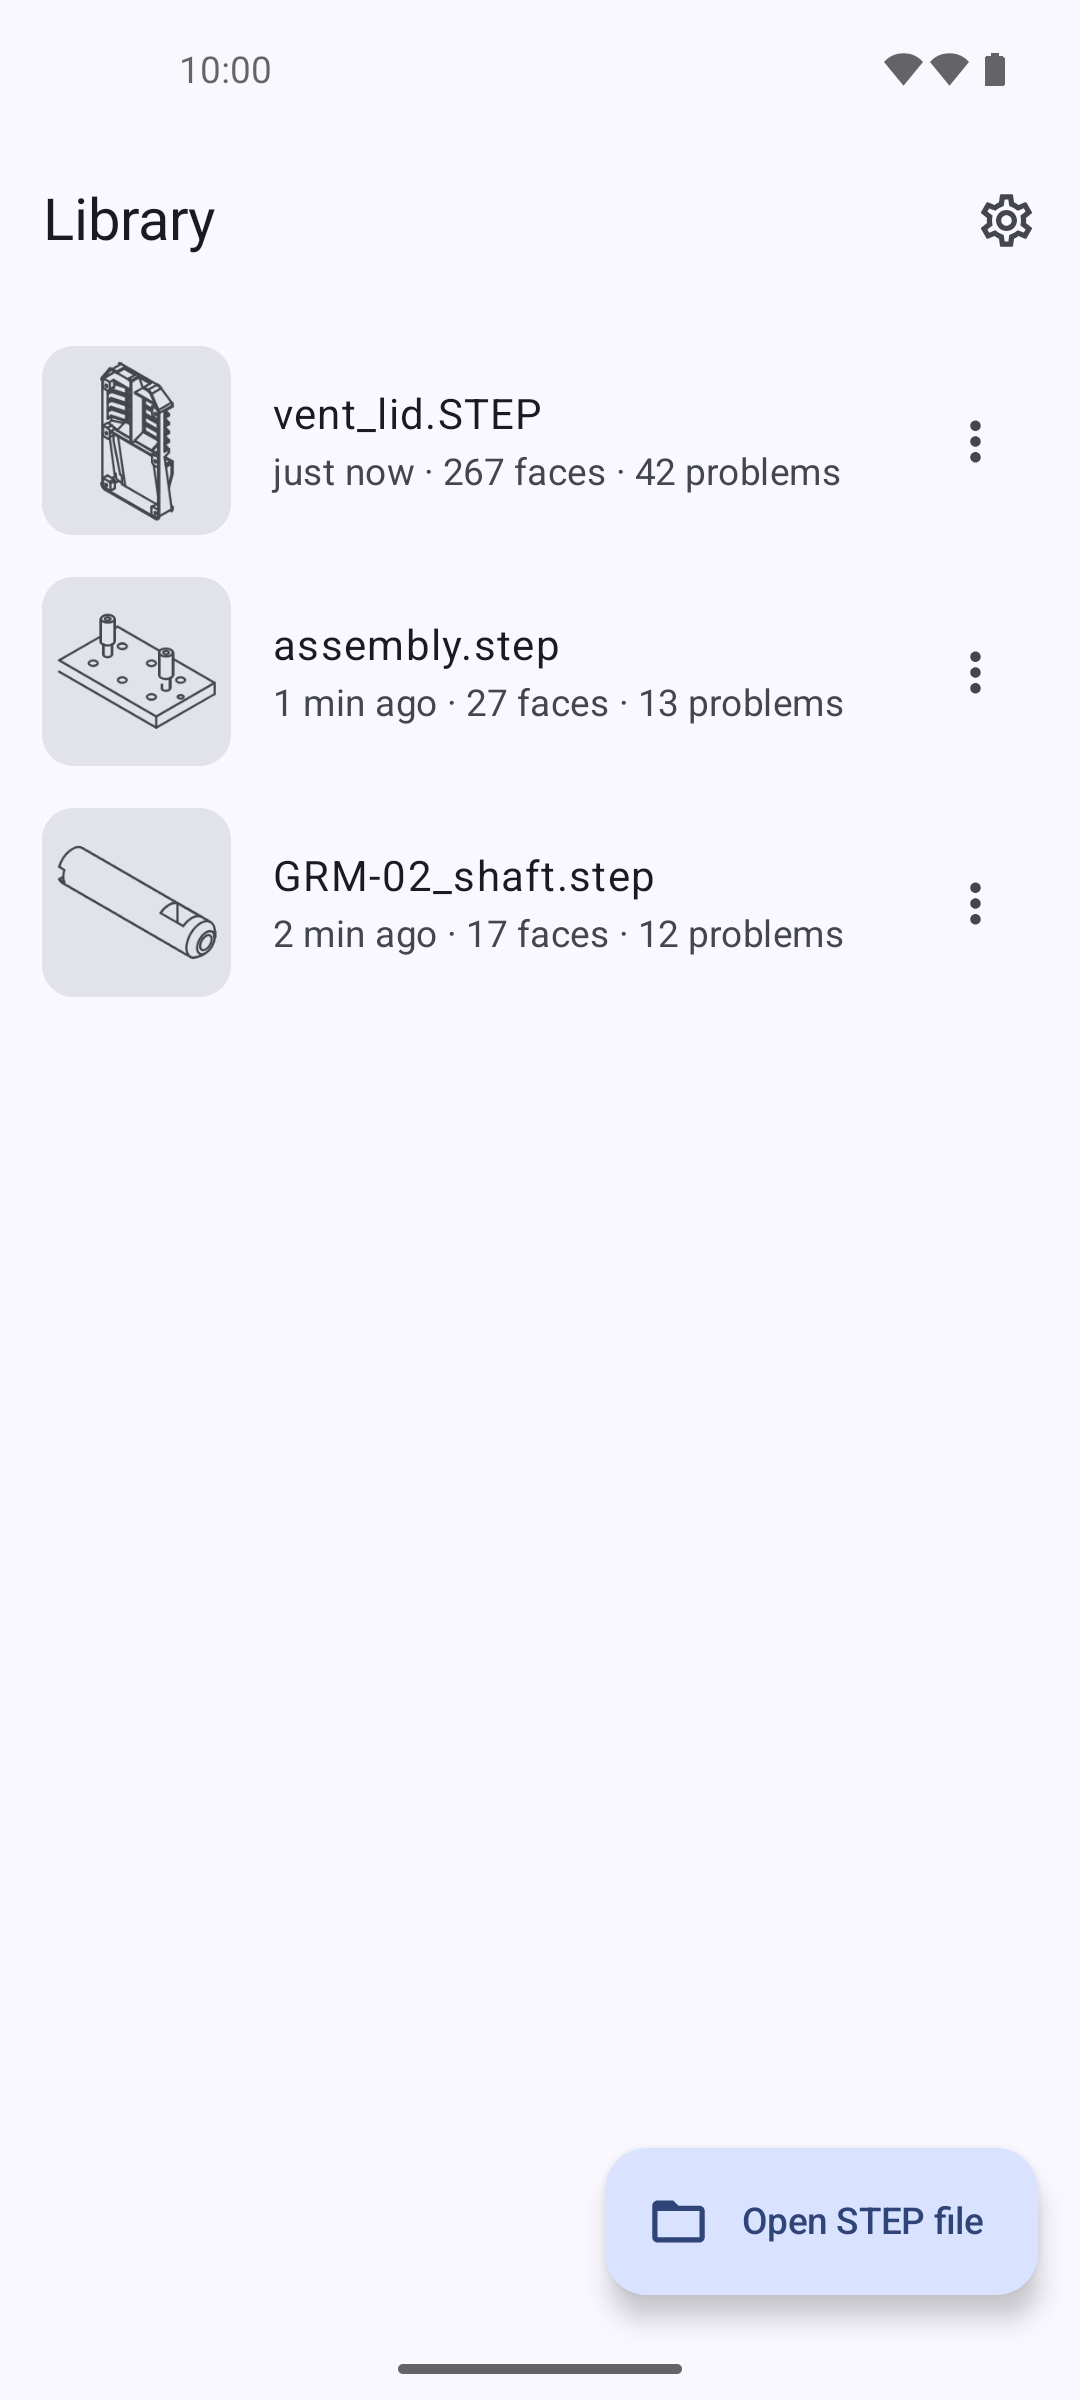 10:00
Library
vent_lid.STEP
just now · 267 faces · 42 problems
assembly.step
1 min ago · 27 faces · 13 problems
GRM-02_shaft.step
2 min ago · 17 faces · 12 problems
Open STEP file